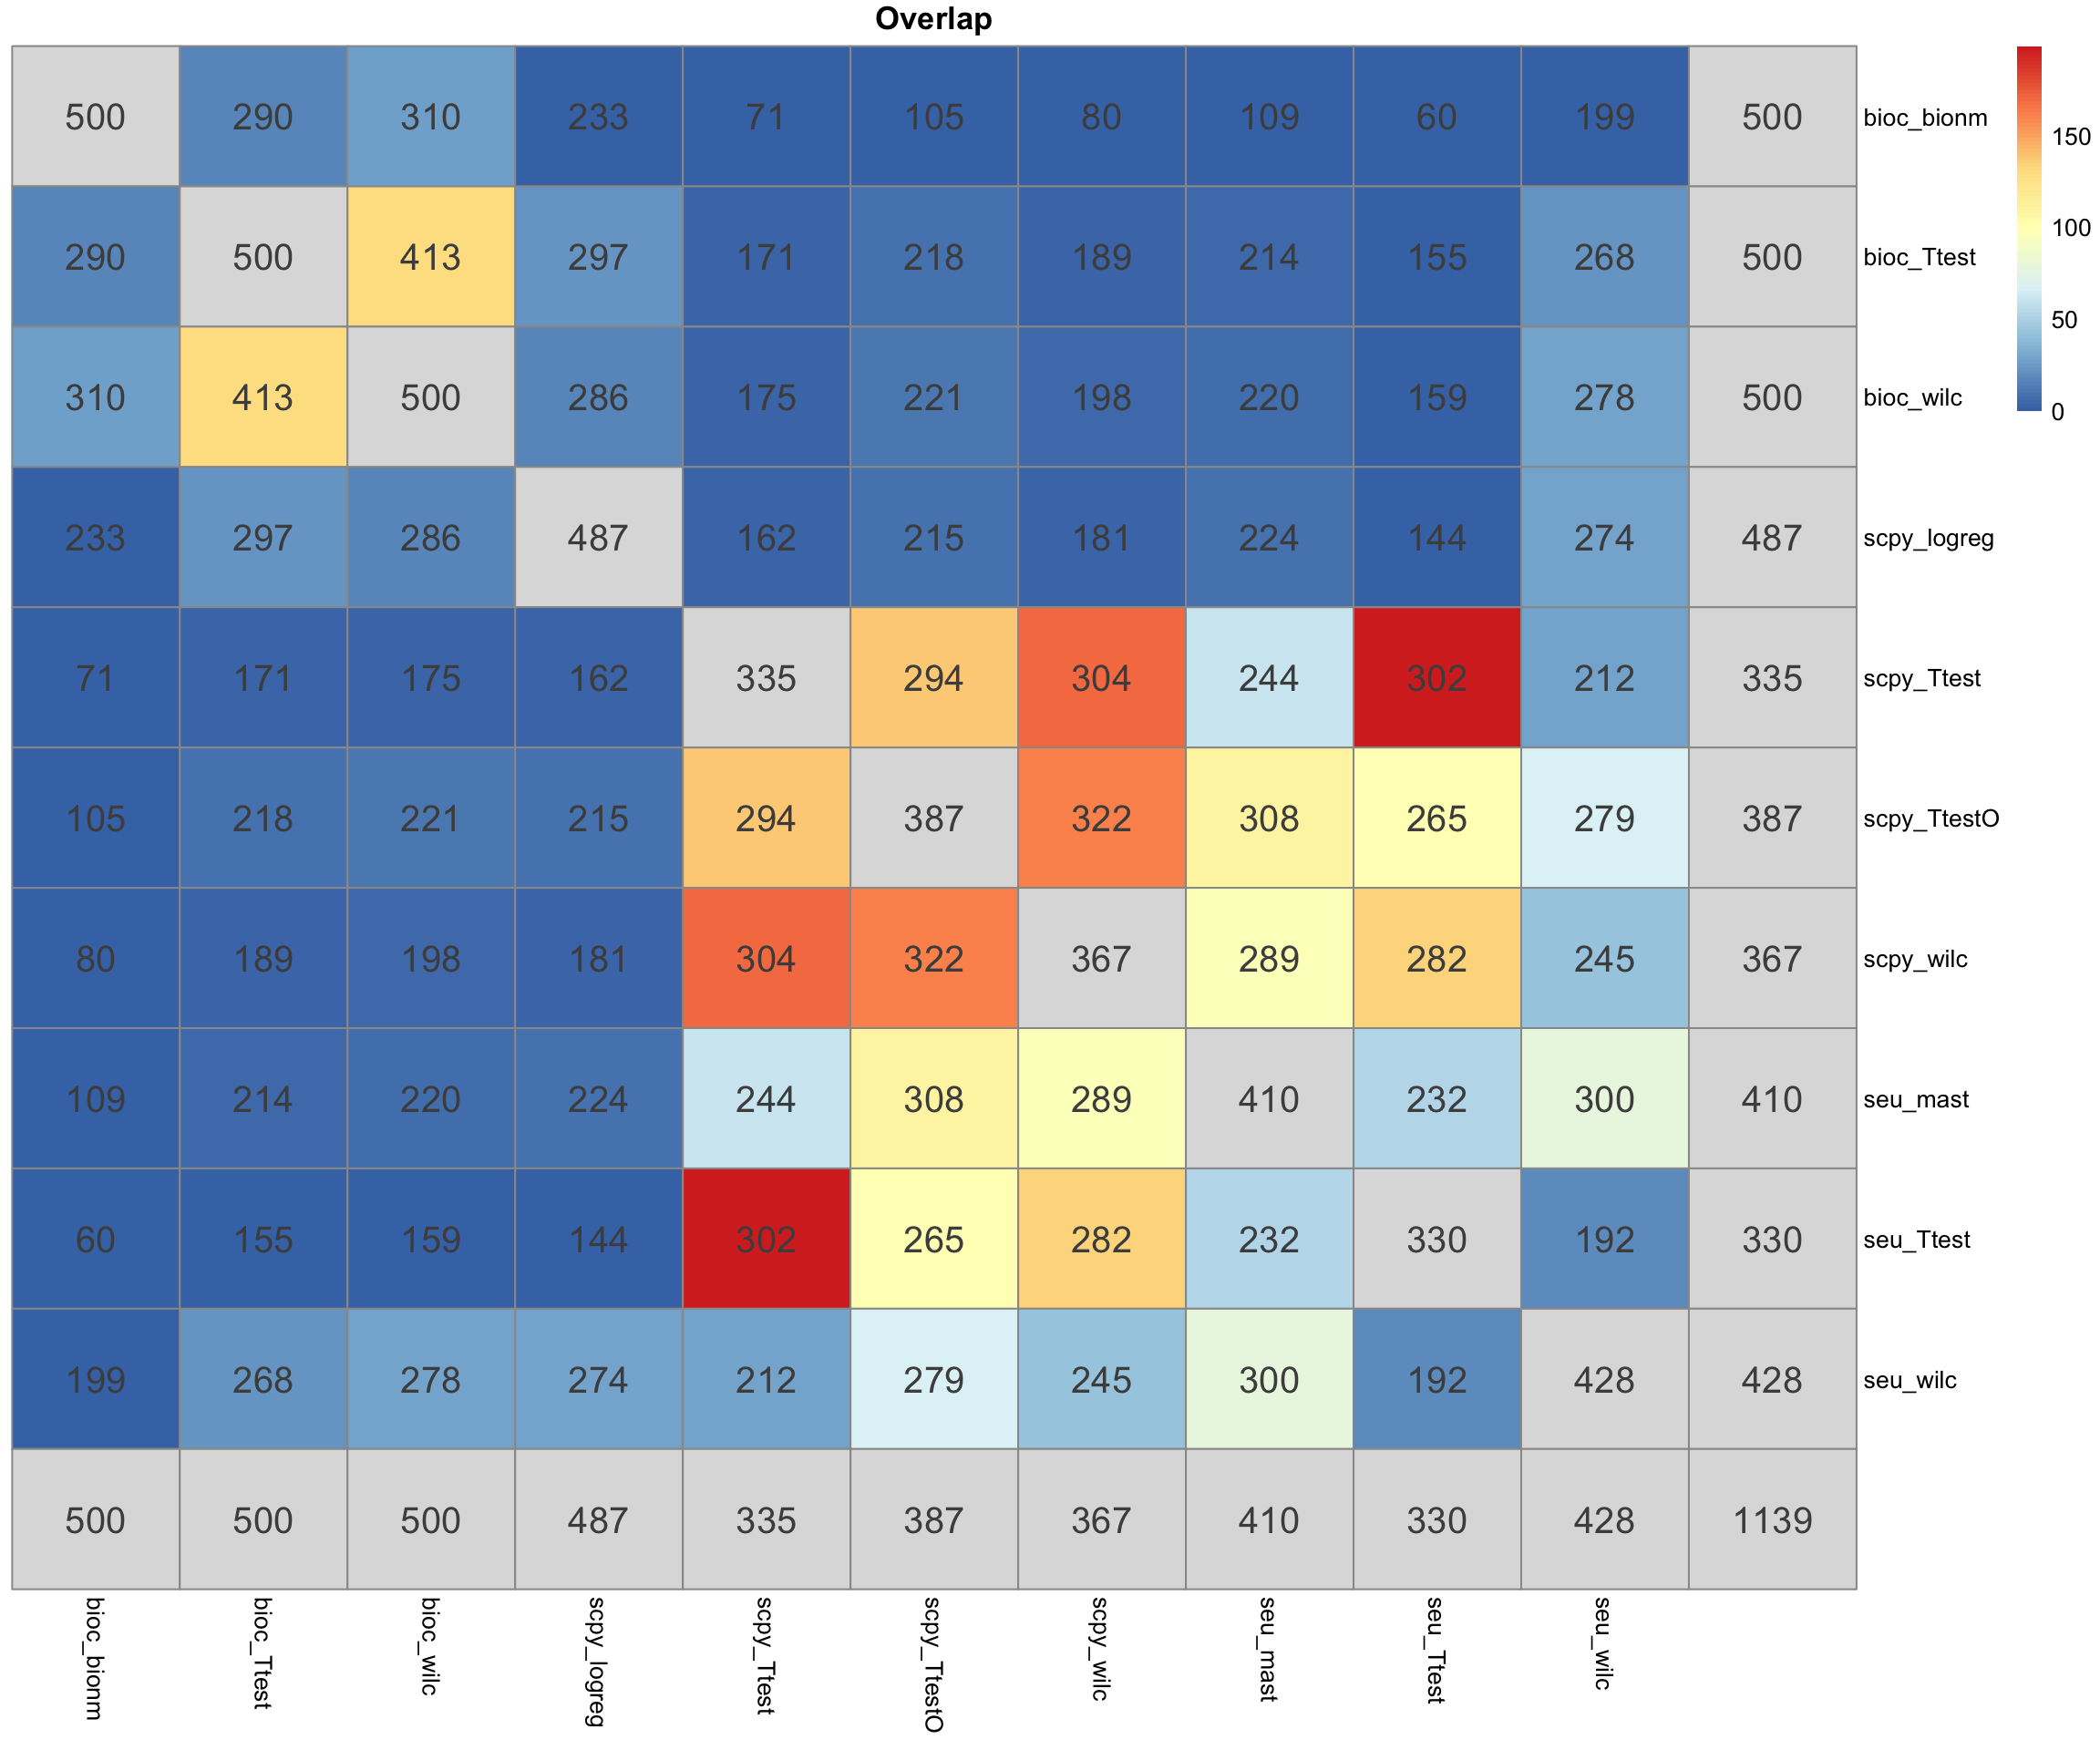 Overlap
500 290 310 233 71 105 80 109 60 199 500 bioc_bionm
290 500 413 297 171 218 189 214 155 268 500 bioc_Ttest
310 413 500 286 175 221 198 220 159 278 500 bioc_wilc
233 297 286 487 162 215 181 224 144 274 487 scpy_logreg
71 171 175 162 335 294 304 244 302 212 335 scpy_Ttest
105 218 221 215 294 387 322 308 265 279 387 scpy_TtestO
80 189 198 181 304 322 367 289 282 245 367 scpy_wilc
109 214 220 224 244 308 289 410 232 300 410 seu_mast
60 155 159 144 302 265 282 232 330 192 330 seu_Ttest
199 268 278 274 212 279 245 300 192 428 428 seu_wilc
500 500 500 487 335 387 367 410 330 428 1139
bioc_bionm
bioc_Ttest
bioc_wilc
scpy_logreg
scpy_Ttest
scpy_TtestO
scpy_wilc
seu_mast
seu_Ttest
seu_wilc
150
100
50
0